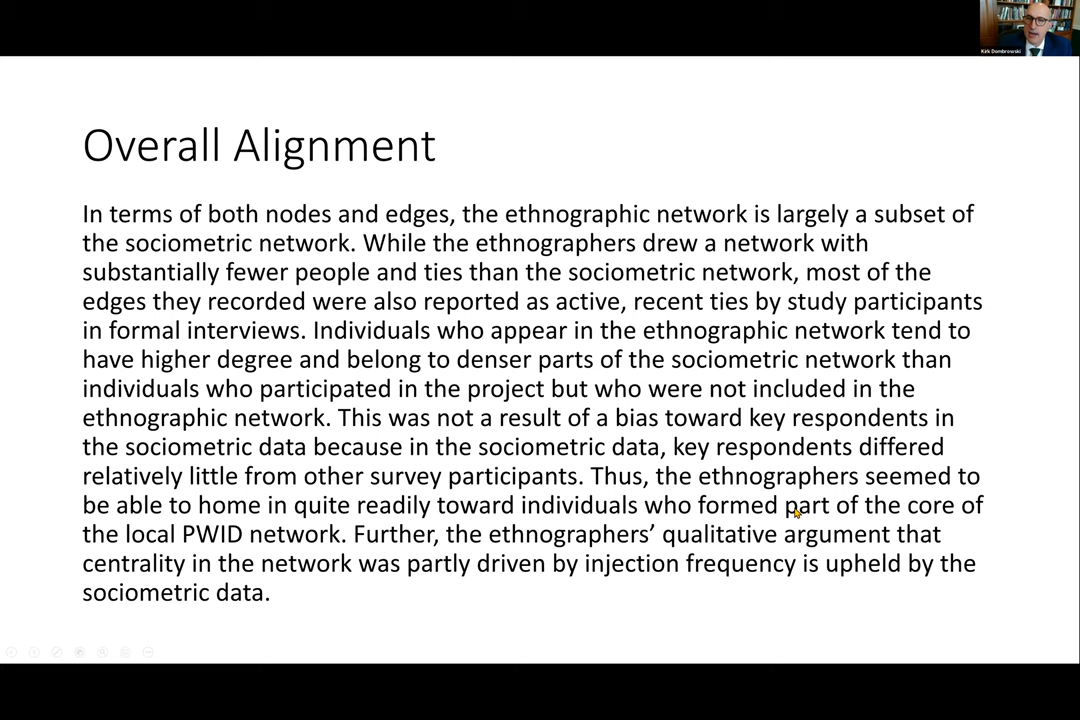 Kirk Dombrowski
Overall Alignment
In terms of both nodes and edges, the ethnographic network is largely a subset of
the sociometric network. While the ethnographers drew a network with
substantially fewer people and ties than the sociometric network, most of the
edges they recorded were also reported as active, recent ties by study participants
in formal interviews. Individuals who appear in the ethnographic network tend to
have higher degree and belong to denser parts of the sociometric network than
individuals who participated in the project but who were not included in the
ethnographic network. This was not a result of a bias toward key respondents in
the sociometric data because in the sociometric data, key respondents differed
relatively little from other survey participants. Thus, the ethnographers seemed to
be able to home in quite readily toward individuals who formed part of the core of
the local PWID network. Further, the ethnographers’ qualitative argument that
centrality in the network was partly driven by injection frequency is upheld by the
sociometric data.